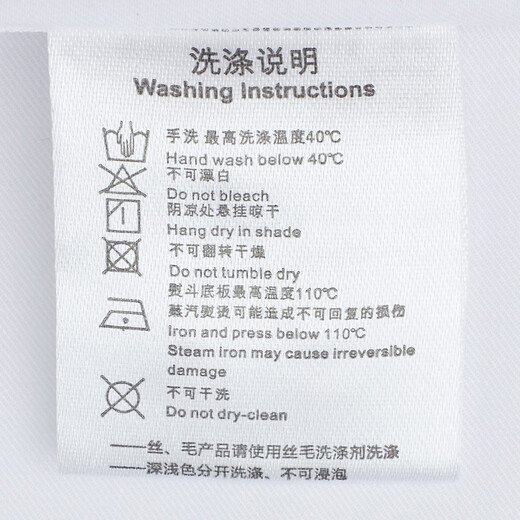 洗涤说明
Washing Instructions
手洗 最高洗涤温度40℃
Hand wash below 40℃
不可漂白
Do not bleach
阴凉处悬挂晾干
Hang dry in shade
不可翻转干燥
Do not tumble dry
熨斗底板最高温度110℃
蒸汽熨烫可能造成不可回复的损伤
Iron and press below 110℃
Steam iron may cause irreversible
damage
不可干洗
Do not dry-clean
——丝、毛产品请使用丝毛洗涤剂洗涤
——深浅色分开洗涤、不可浸泡